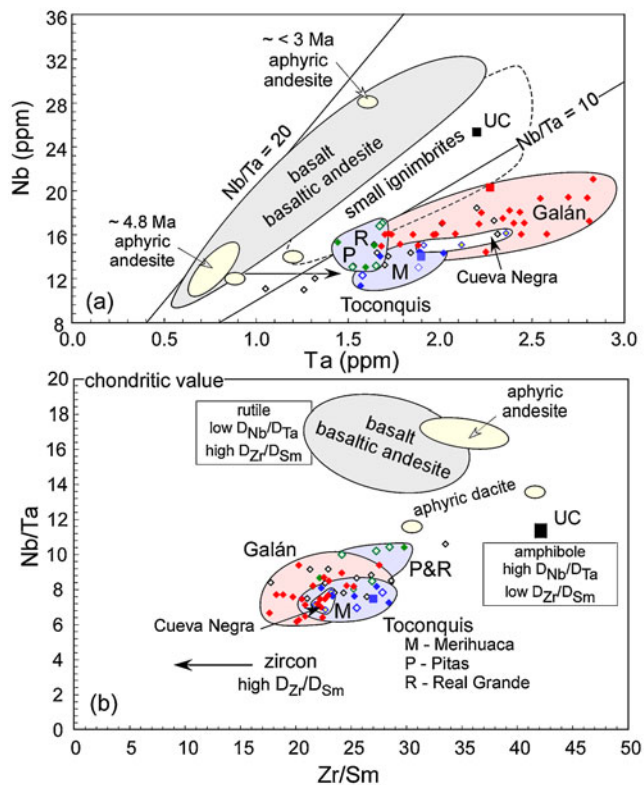 36
32
28
24
20
16
12
8
Nb (ppm)
~ < 3 Ma
aphyric
andesite
Nb/Ta = 20
basalt
basaltic andesite
small ignimbrites
UC
Nb/Ta = 10
~ 4.8 Ma
aphyric
andesite
R
P
M
Galán
Cueva Negra
Toconquis
(a)
0.0
0.5
1.0
1.5
2.0
2.5
3.0
Ta (ppm)
20
18
16
14
12
10
8
6
4
2
0
Nb/Ta
chondritic value
rutile
low DNb/DTa
high DZr/DSm
basalt
basaltic andesite
aphyric
andesite
aphyric dacite
UC
amphibole
high DNb/DTa
low DZr/DSm
Galán
P&R
M
Cueva Negra
Toconquis
M - Merihuaca
P - Pitas
R - Real Grande
zircon
high DZr/DSm
(b)
0
5
10
15
20
25
30
35
40
45
50
Zr/Sm